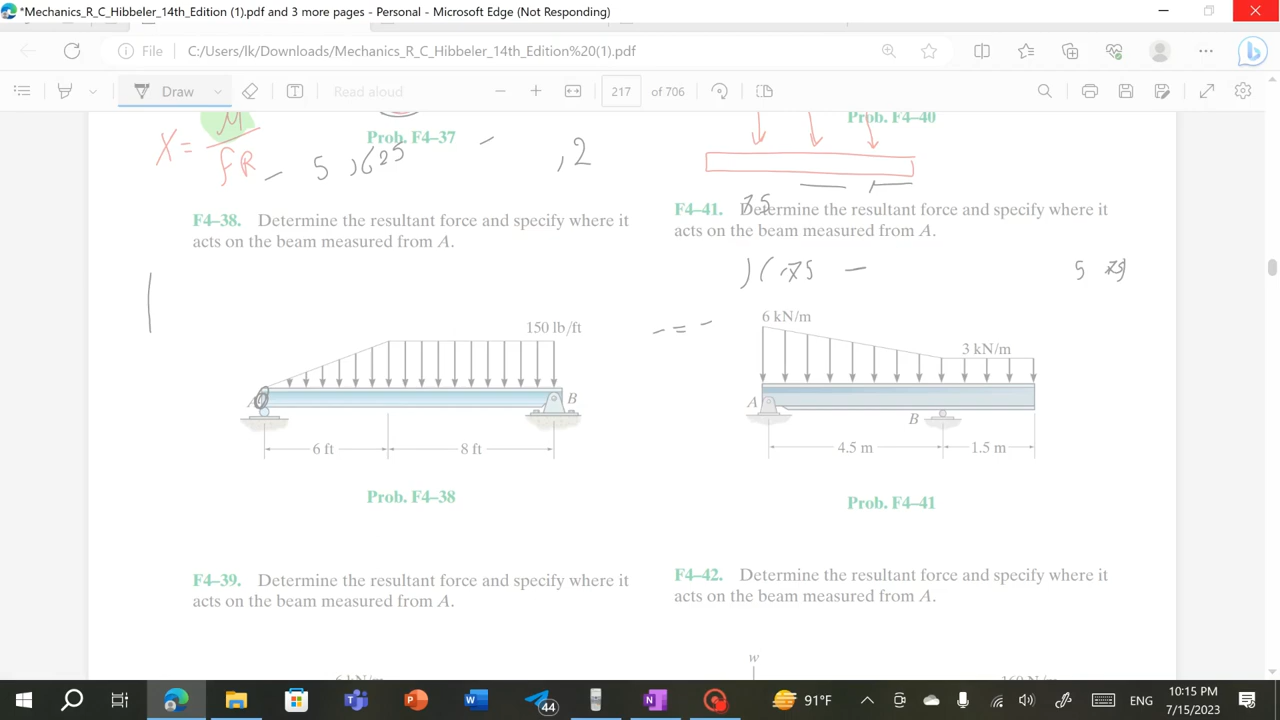 *Mechanics_R_C_Hibbeler_14th_Edition (1).pdf and 3 more pages - Personal - Microsoft Edge (Not Responding)
File C:/Users/lk/Downloads/Mechanics_R_C_Hibbeler_14th_Edition%20(1).pdf
Draw Read aloud 217 of 706
X = M / FR
Prob. F4–37
Prob. F4–40
– 5,625 – ,2
F4–38. Determine the resultant force and specify where it
acts on the beam measured from A.
150 lb/ft
A B
6 ft 8 ft
Prob. F4–38
F4–39. Determine the resultant force and specify where it
acts on the beam measured from A.
F4–41. Determine the resultant force and specify where it
acts on the beam measured from A.
6 kN/m
3 kN/m
A B
4.5 m 1.5 m
Prob. F4–41
F4–42. Determine the resultant force and specify where it
acts on the beam measured from A.
w
44
91°F
ENG
10:15 PM
7/15/2023